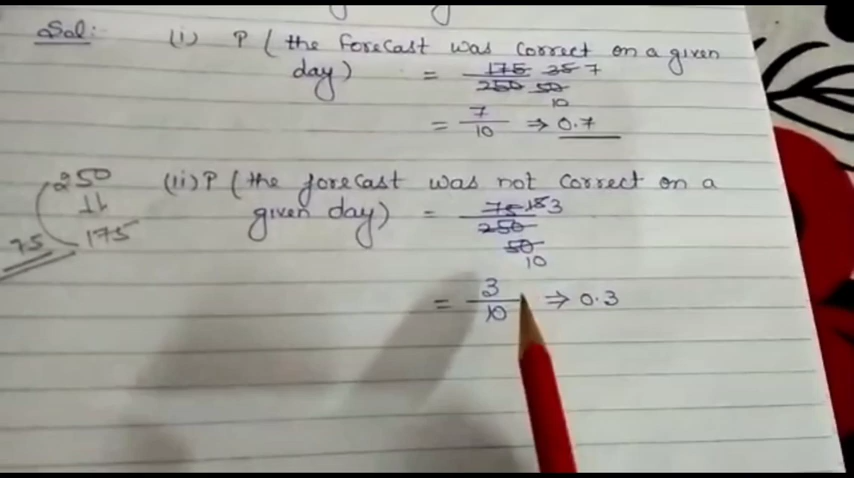 Sol:
(i) P ( the forecast was correct on a given
day) = 175 35 7
250 50
10
= 7/10 ⇒ 0.7
250
11
175
75
(ii) P ( the forecast was not correct on a
given day) = 75 15 3
250
50
10
= 3/10 ⇒ 0.3